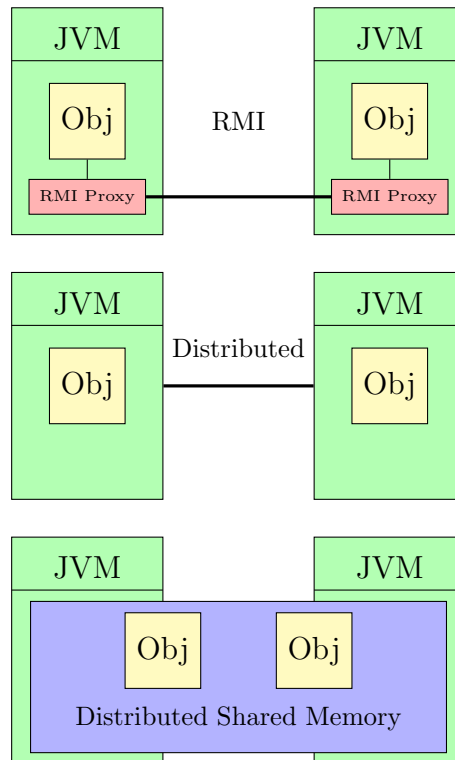 JVM
JVM
Obj
RMI
Obj
RMI Proxy
RMI Proxy
JVM
JVM
Distributed
Obj
Obj
JVM
JVM
Obj
Obj
Distributed Shared Memory